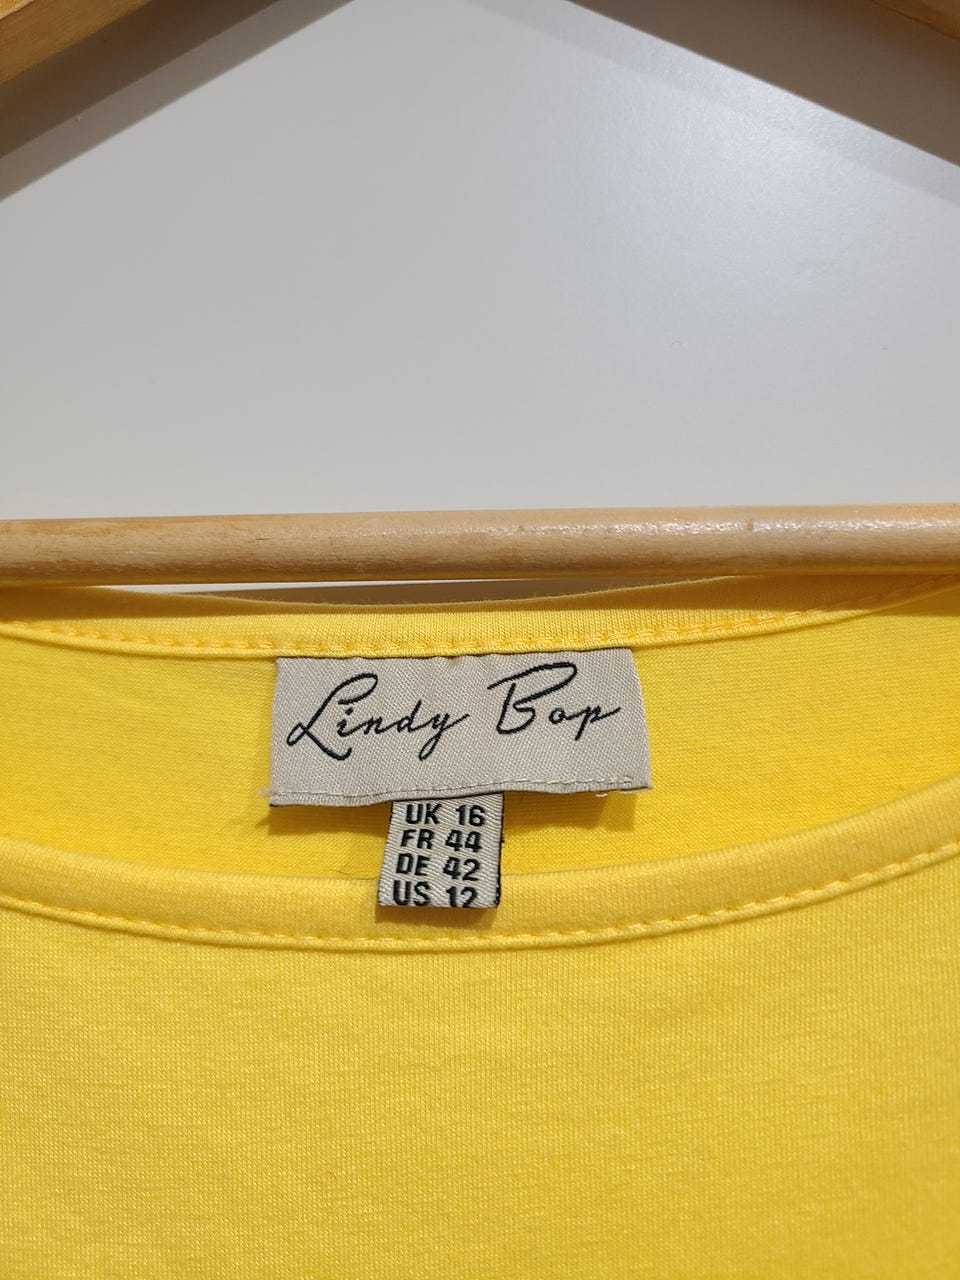 Lindy Bop
UK 16
FR 44
DE 42
US 12